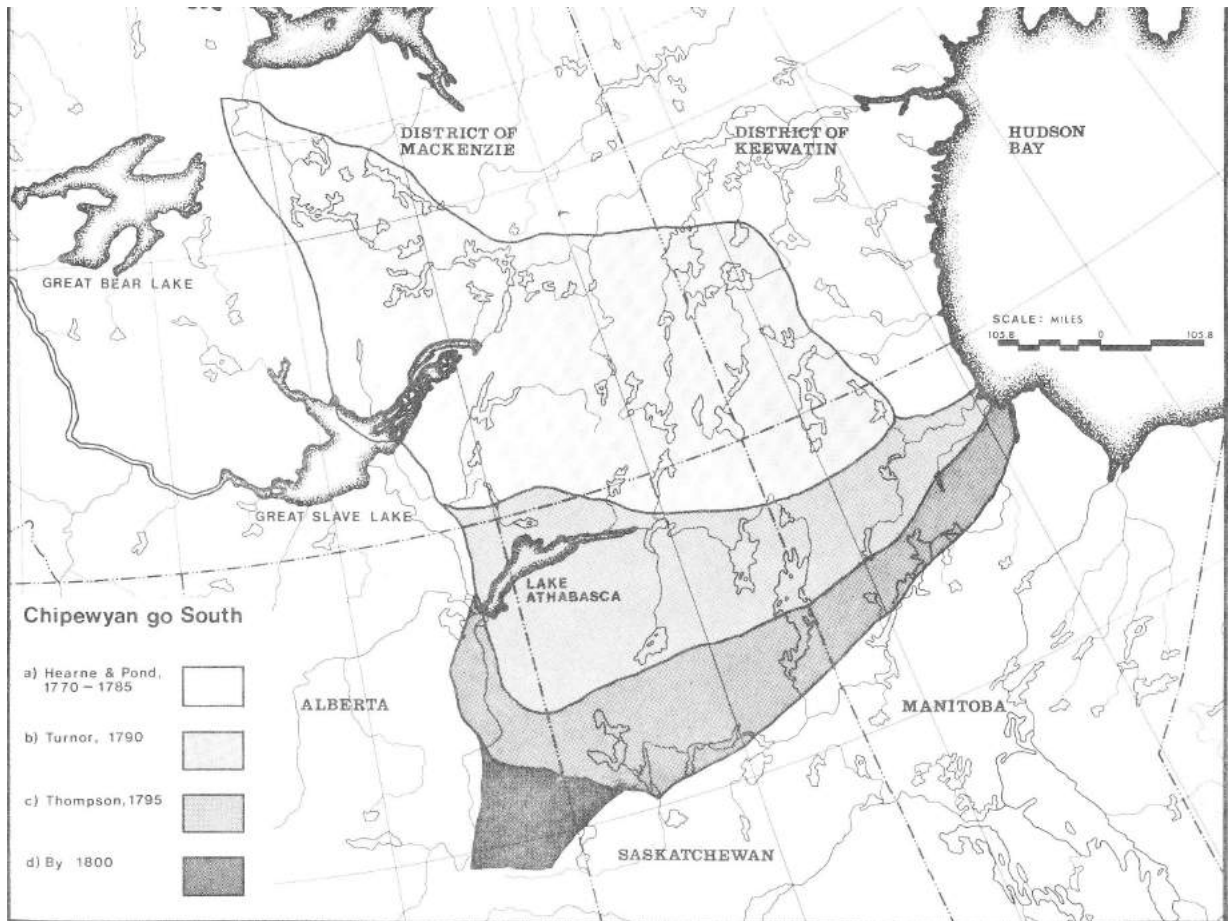 DISTRICT OF
MACKENZIE
DISTRICT OF
KEEWATIN
HUDSON
BAY
GREAT BEAR LAKE
SCALE: MILES
105.8 0 105.8
GREAT SLAVE LAKE
LAKE
ATHABASCA
Chipewyan go South
a) Hearne & Pond,
1770 – 1785
b) Turnor, 1790
c) Thompson, 1795
d) By 1800
ALBERTA
MANITOBA
SASKATCHEWAN